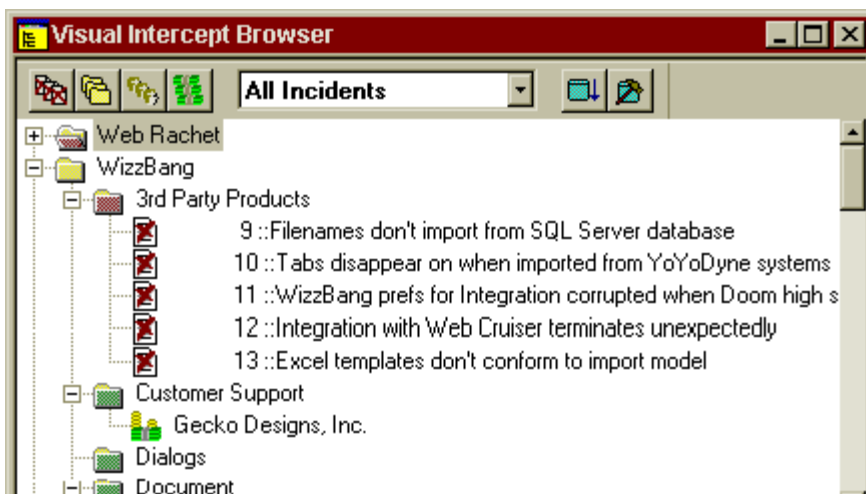 Visual Intercept Browser
All Incidents
Web Rachet
WizzBang
3rd Party Products
9 ::Filenames don't import from SQL Server database
10 ::Tabs disappear on when imported from YoYoDyne systems
11 ::WizzBang prefs for Integration corrupted when Doom high s
12 ::Integration with Web Cruiser terminates unexpectedly
13 ::Excel templates don't conform to import model
Customer Support
Gecko Designs, Inc.
Dialogs
Document